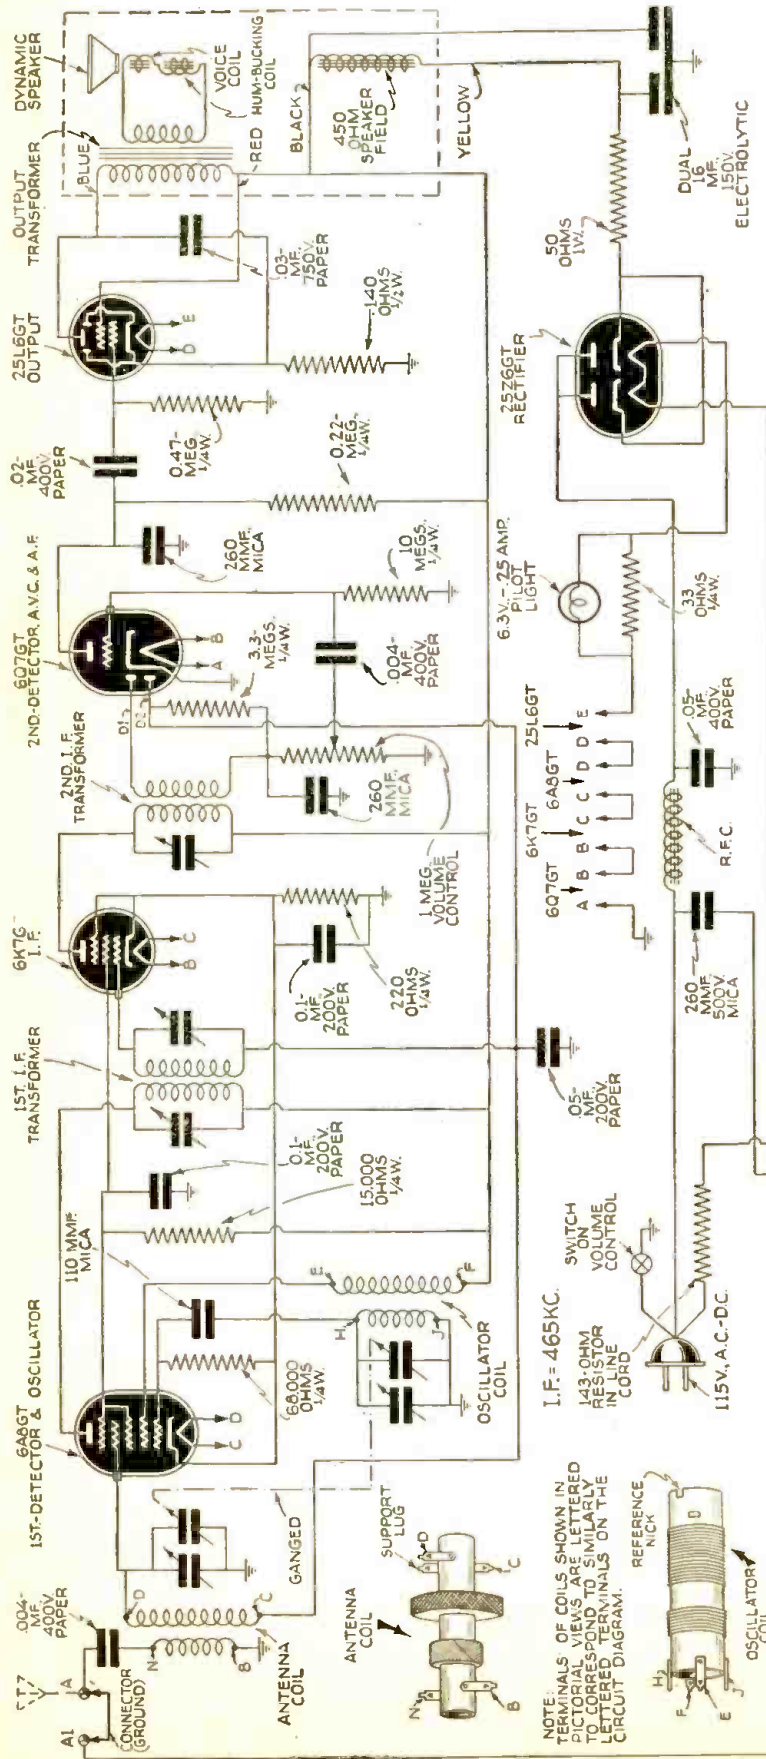 A1
A
CONNECTOR
(GROUND)
.004-
MF.
400V.
PAPER
N
B
D
C
ANTENNA
COIL
GANGED
6A8GT
1ST.-DETECTOR & OSCILLATOR
C
D
68,000
OHMS
1/4W.
110 MMF.
MICA
H
J
E
F
OSCILLATOR
COIL
15,000
OHMS
1/4W.
0.1-
MF.
200V.
PAPER
1ST. I.F.
TRANSFORMER
.05-
MF.
200V.
PAPER
6K7G
I.F.
B
C
0.1-
MF.
200V.
PAPER
220
OHMS
1/4W.
2ND. I.F.
TRANSFORMER
1 MEG.
VOLUME
CONTROL
260
MMF.
MICA
D1
D2
6Q7GT
2ND.-DETECTOR, A.V.C. & A.F.
A
B
3.3-
MEGS.
1/4W.
.004-
MF.
400V.
PAPER
10
MEGS.
1/4W.
260
MMF.
MICA
.02-
MF.
400V.
PAPER
0.22-
MEG.
1/4W.
0.47-
MEG.
1/4W.
25L6GT
OUTPUT
D
E
140
OHMS
1/2W.
.03-
MF.
750V.
PAPER
OUTPUT
TRANSFORMER
BLUE
RED
DYNAMIC
SPEAKER
VOICE
COIL
HUM-BUCKING
COIL
BLACK
450
OHM
SPEAKER
FIELD
YELLOW
ANTENNA
COIL
SUPPORT
LUG
N
B
D
C
NOTE:
TERMINALS OF COILS SHOWN IN
PICTORIAL VIEWS ARE LETTERED
TO CORRESPOND TO SIMILARLY
LETTERED TERMINALS ON THE
CIRCUIT DIAGRAM.
REFERENCE
NICK
H
F
E
J
D
OSCILLATOR
COIL
I.F. = 465 KC.
143-OHM
RESISTOR
IN LINE
CORD
SWITCH
ON
VOLUME
CONTROL
115V., A.C.-D.C.
260
MMF.
500V.
MICA
R.F.C.
.05-
MF.
400V.
PAPER
6Q7GT
6K7GT
6A8GT
25L6GT
A B B C C D D E
6.3V.-.25 AMP.
PILOT
LIGHT
33
OHMS
1/4W.
25Z6GT
RECTIFIER
50
OHMS
1W.
DUAL
16
MF.
150V.
ELECTROLYTIC